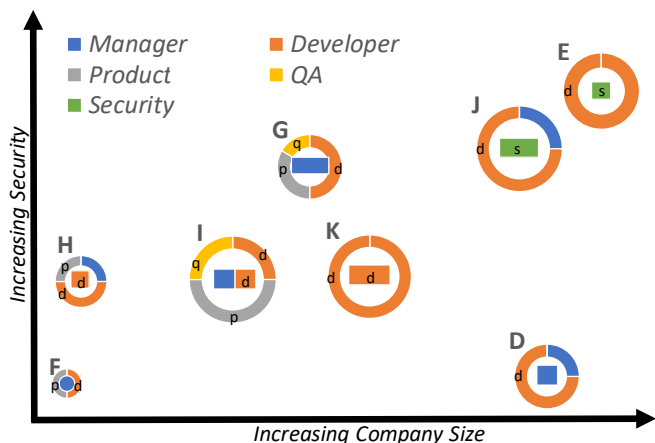 Manager
Developer
Product
QA
Security
E
d
s
J
d
s
G
q
p
d
H
p
d
d
I
q
d
d
p
K
d
d
F
p
d
D
d
Increasing Security
Increasing Company Size